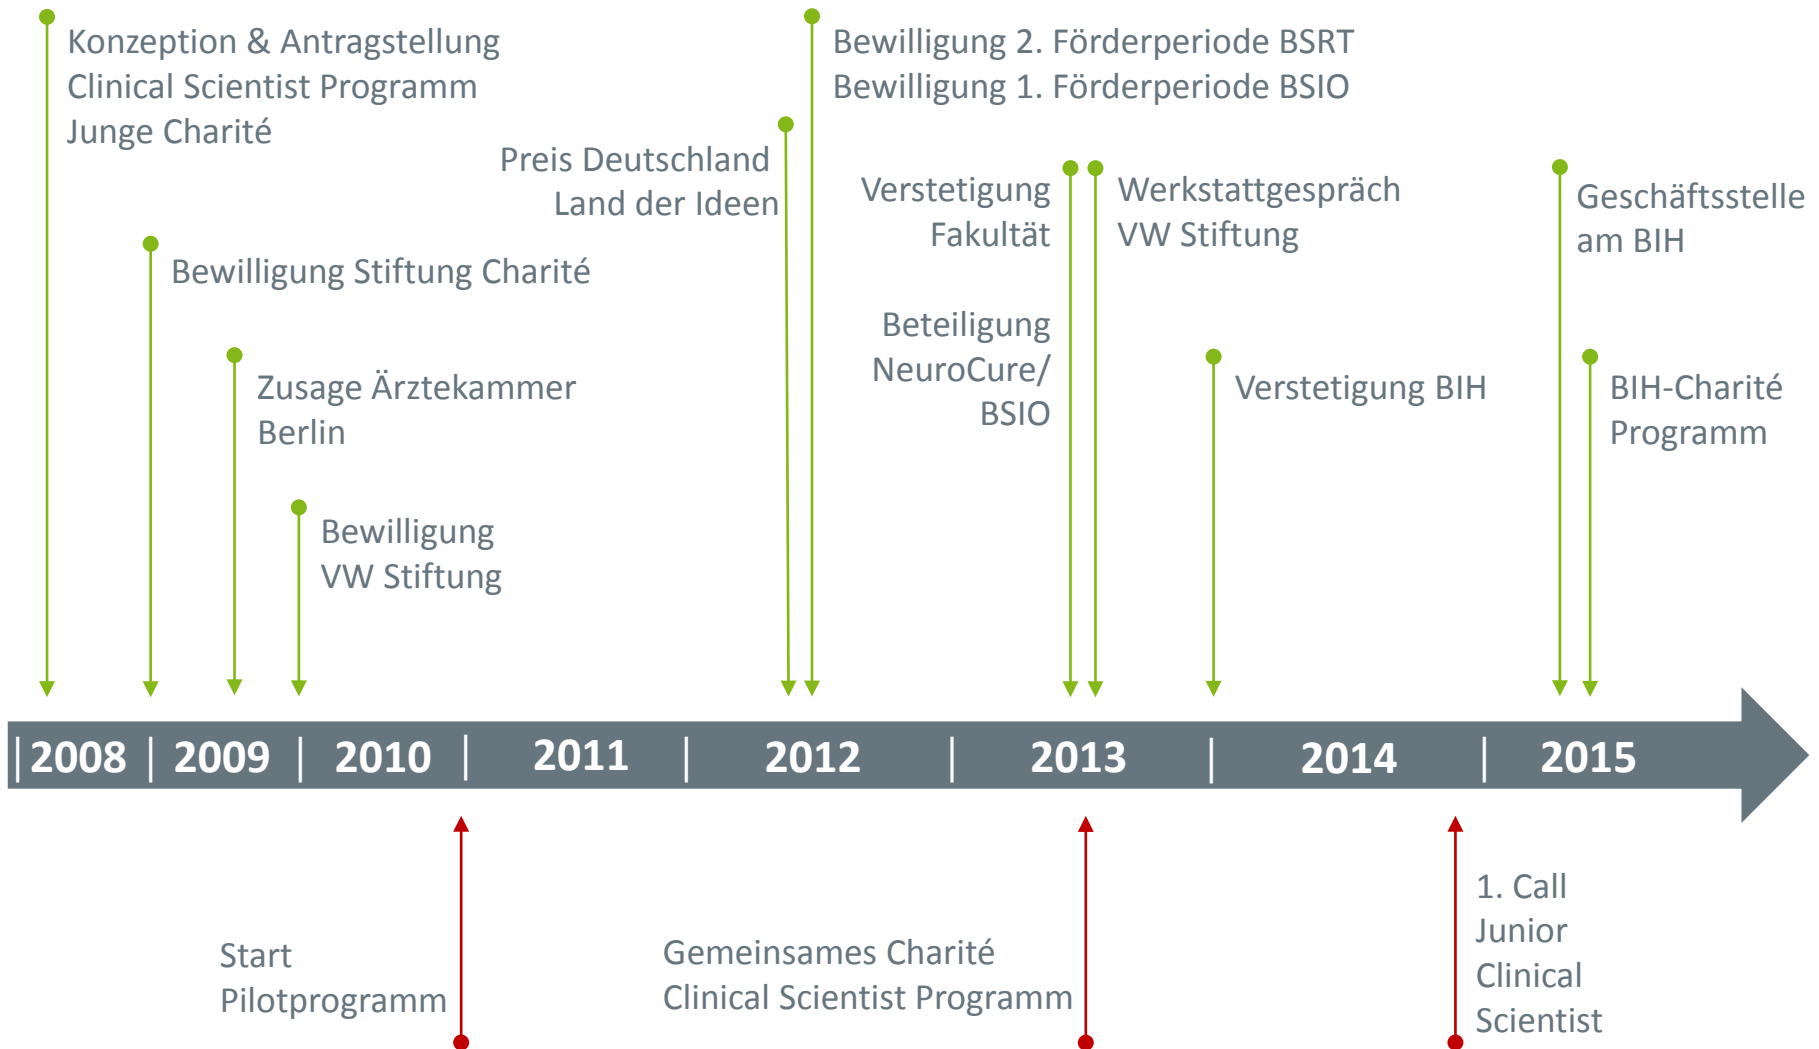 Konzeption & Antragstellung
Clinical Scientist Programm
Junge Charité
Bewilligung Stiftung Charité
Zusage Ärztekammer
Berlin
Bewilligung
VW Stiftung
Preis Deutschland
Land der Ideen
Bewilligung 2. Förderperiode BSRT
Bewilligung 1. Förderperiode BSIO
Verstetigung
Fakultät
Beteiligung
NeuroCure/
BSIO
Werkstattgespräch
VW Stiftung
Verstetigung BIH
Geschäftsstelle
am BIH
BIH-Charité
Programm
2008 2009 2010 2011 2012 2013 2014 2015
Start
Pilotprogramm
Gemeinsames Charité
Clinical Scientist Programm
1. Call
Junior
Clinical
Scientist